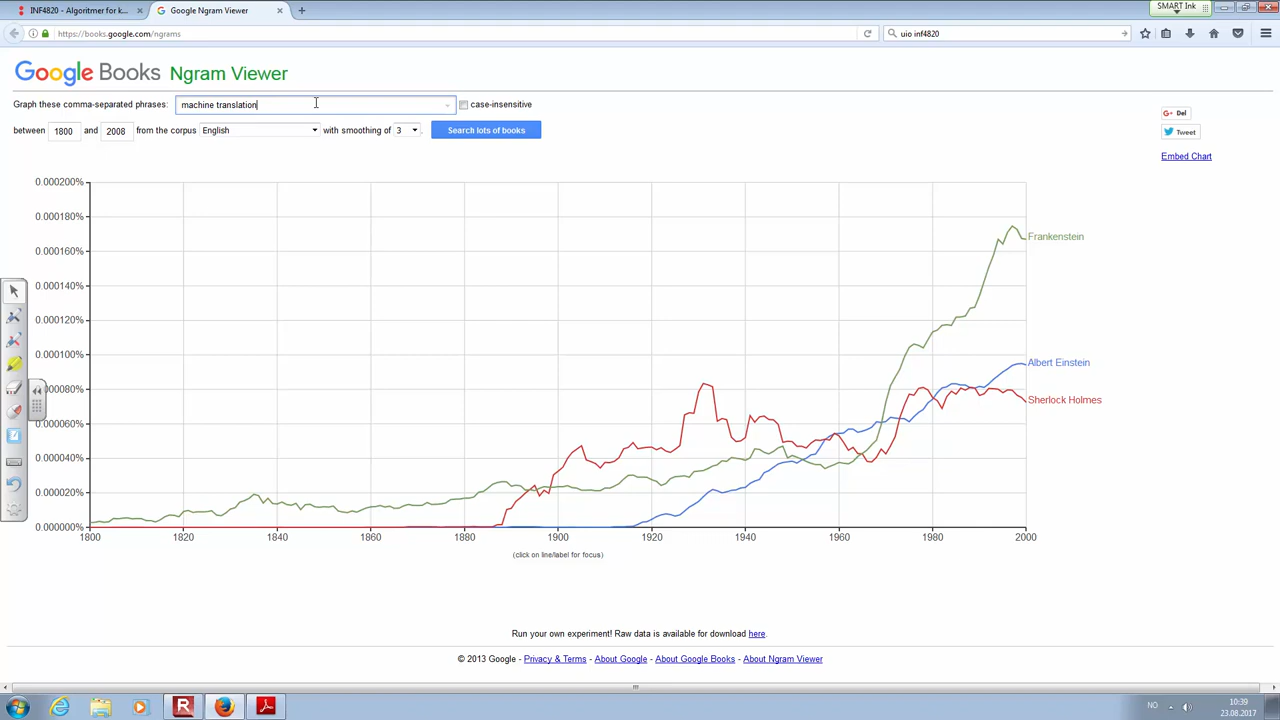 INF4820 - Algoritmer for k... × Google Ngram Viewer × + SMART Ink
https://books.google.com/ngrams uio inf4820
Google Books Ngram Viewer
Graph these comma-separated phrases: machine translation case-insensitive
between 1800 and 2008 from the corpus English with smoothing of 3 . Search lots of books
G+ Del
Tweet
Embed Chart
0.000200%
0.000180%
0.000160%
0.000140%
0.000120%
0.000100%
0.000080%
0.000060%
0.000040%
0.000020%
0.000000%
Frankenstein
Albert Einstein
Sherlock Holmes
1800 1820 1840 1860 1880 1900 1920 1940 1960 1980 2000
(click on line/label for focus)
Run your own experiment! Raw data is available for download here.
© 2013 Google - Privacy & Terms - About Google - About Google Books - About Ngram Viewer
NO 10:39
23.08.2017